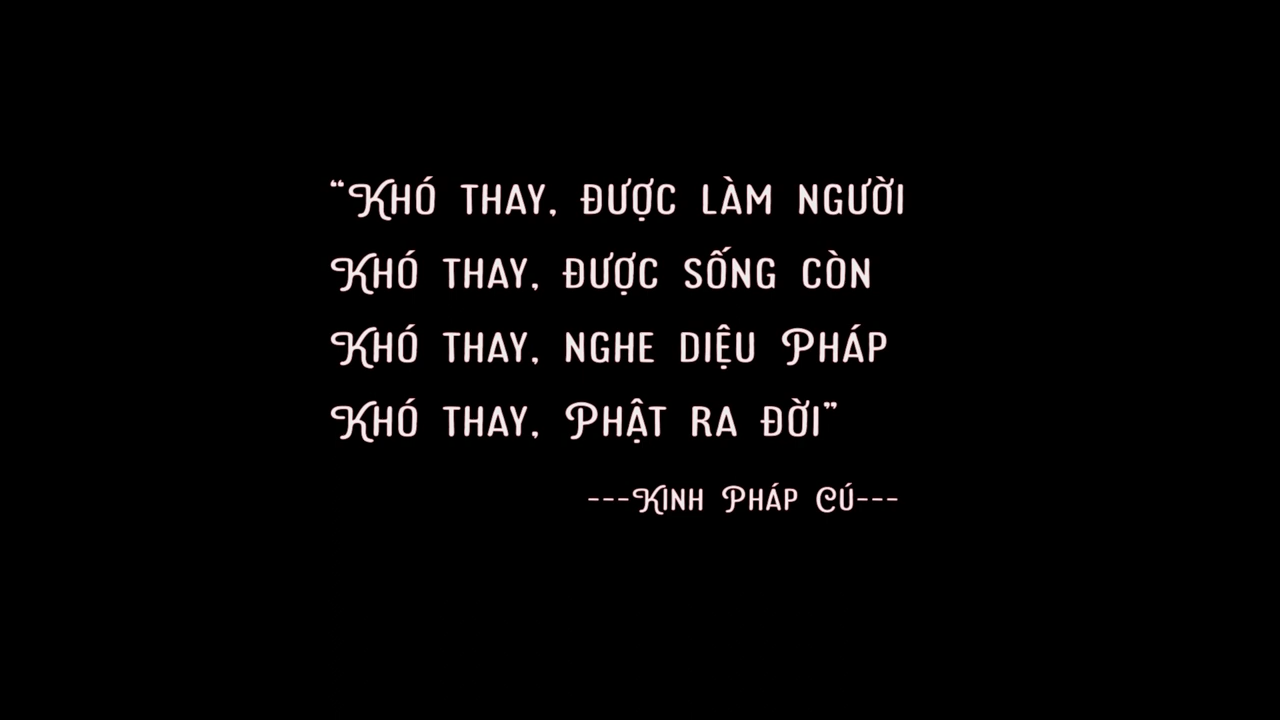 “Khó thay, được làm người
Khó thay, được sống còn
Khó thay, nghe diệu Pháp
Khó thay, Phật ra đời”
---Kinh Pháp Cú---